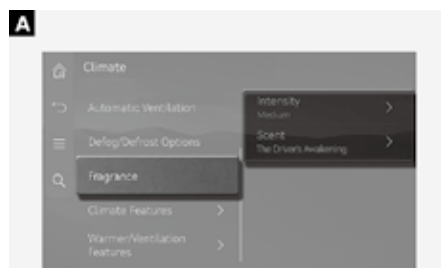 A
Climate
Automatic Ventilation
Defog/Defrost Options
Fragrance
Climate Features
Warmer/Ventilation
Features
Intensity
Medium
Scent
The Driver's Awakening